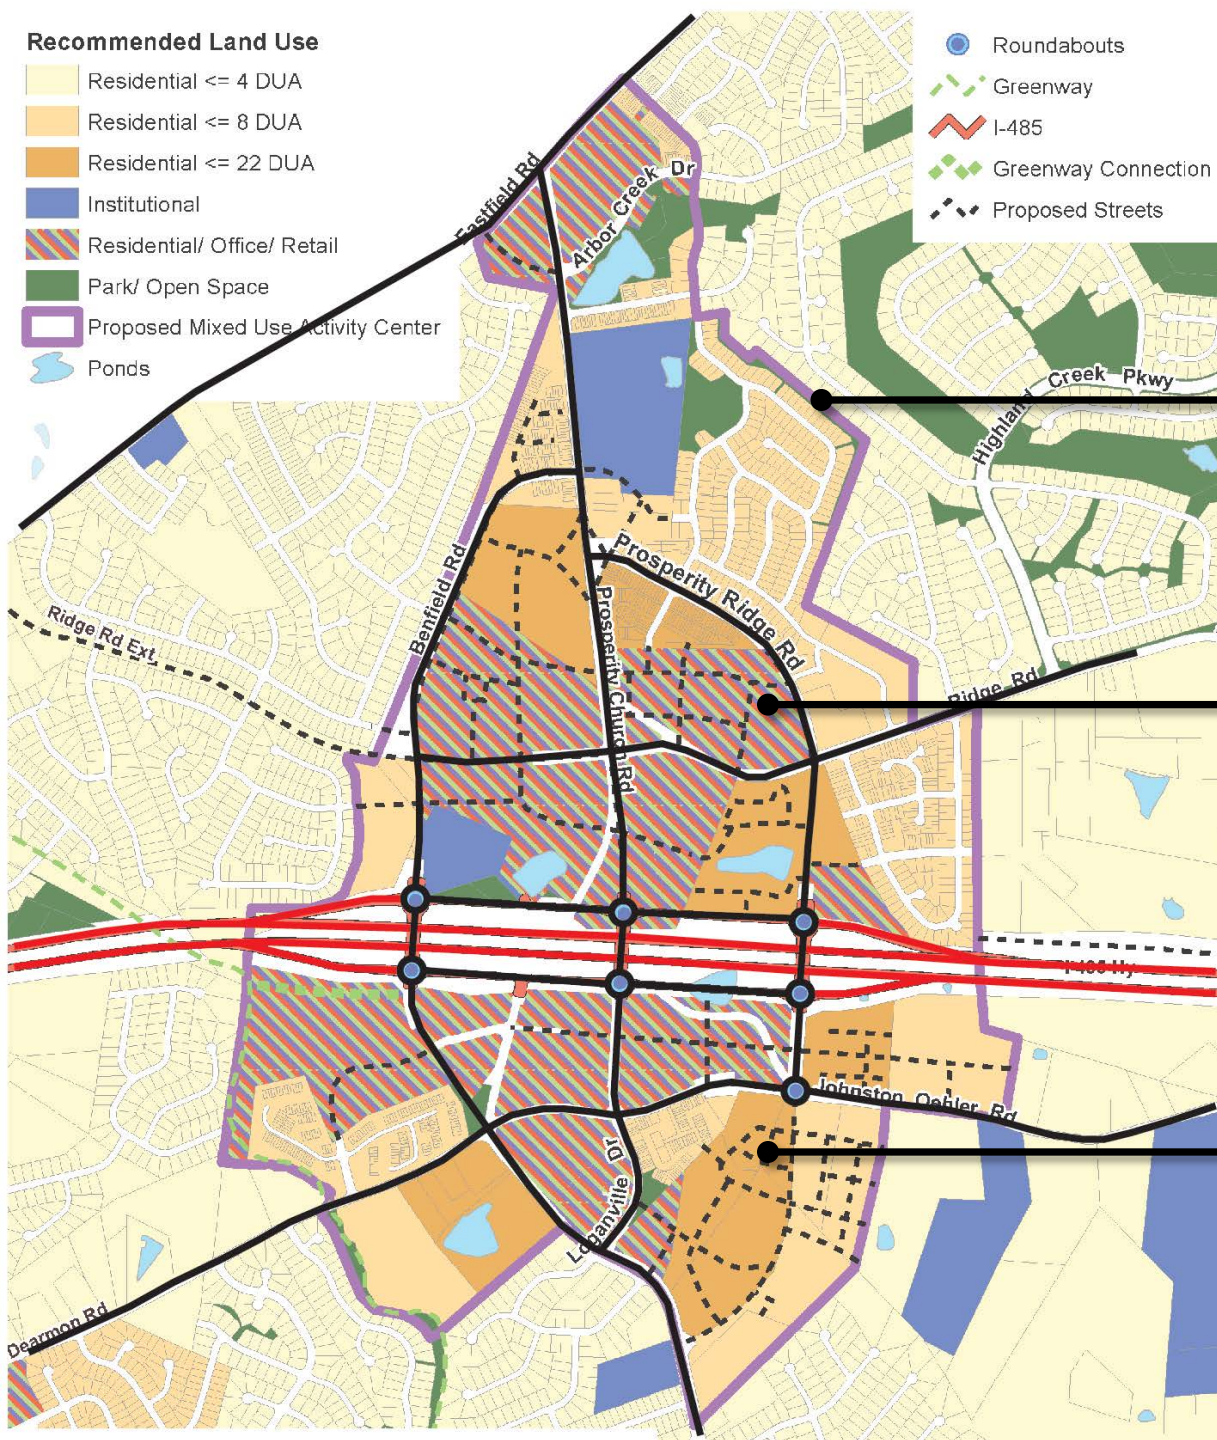 Recommended Land Use
Residential <= 4 DUA
Residential <= 8 DUA
Residential <= 22 DUA
Institutional
Residential/ Office/ Retail
Park/ Open Space
Proposed Mixed Use Activity Center
Ponds
Roundabouts
Greenway
I-485
Greenway Connection
Proposed Streets
Eastfield Rd
Arbor Creek Dr
Highland Creek Pkwy
Benfield Rd
Prosperity Ridge Rd
Ridge Rd Ext
Prosperity Church Rd
Ridge Rd
I-485 Hy
Johnston Oehler Rd
Loganville Dr
Dearmon Rd